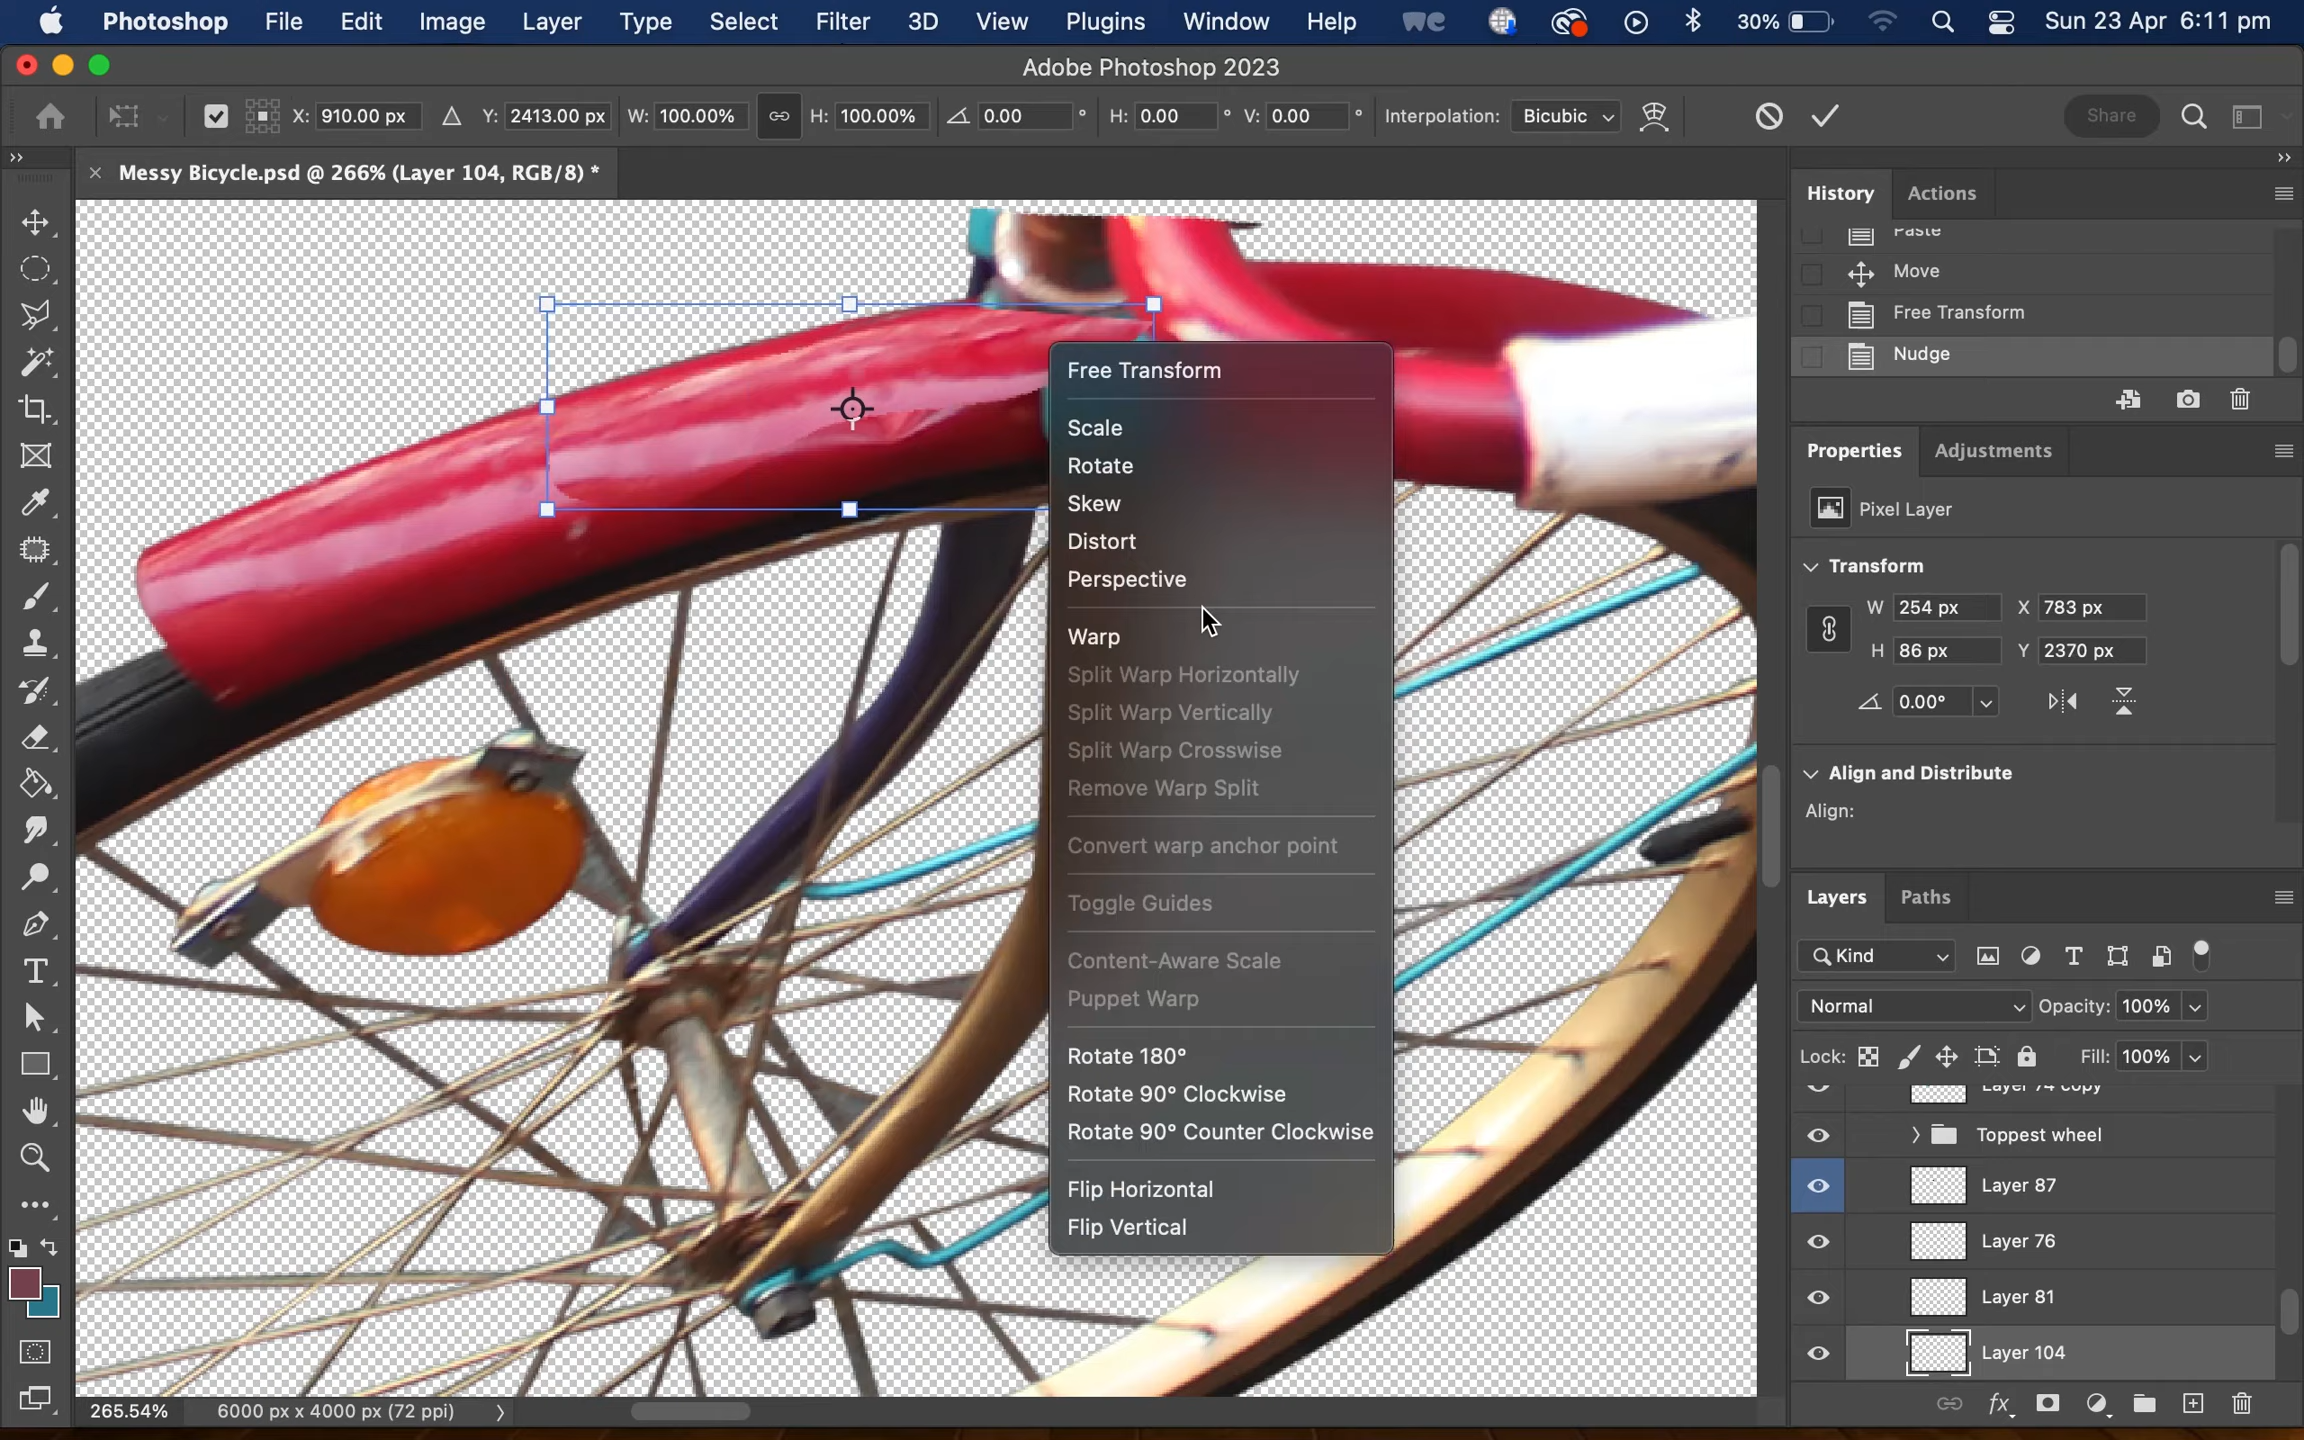 Photoshop File Edit Image Layer Type Select Filter 3D View Plugins Window Help 30% Sun 23 Apr 6:11 pm
Adobe Photoshop 2023
X: 910.00 px Y: 2413.00 px W: 100.00% H: 100.00% 0.00 ° H: 0.00 ° V: 0.00 ° Interpolation: Bicubic Share
Messy Bicycle.psd @ 266% (Layer 104, RGB/8) *
History Actions
Paste
Move
Free Transform
Nudge
Free Transform
Scale
Rotate
Skew
Distort
Perspective
Warp
Split Warp Horizontally
Split Warp Vertically
Split Warp Crosswise
Remove Warp Split
Convert warp anchor point
Toggle Guides
Content-Aware Scale
Puppet Warp
Rotate 180°
Rotate 90° Clockwise
Rotate 90° Counter Clockwise
Flip Horizontal
Flip Vertical
Properties Adjustments
Pixel Layer
Transform
W 254 px X 783 px
H 86 px Y 2370 px
0.00°
Align and Distribute
Align:
Layers Paths
Kind
Normal Opacity: 100%
Lock: Fill: 100%
Layer 74 copy
Toppest wheel
Layer 87
Layer 76
Layer 81
Layer 104
265.54% 6000 px x 4000 px (72 ppi)